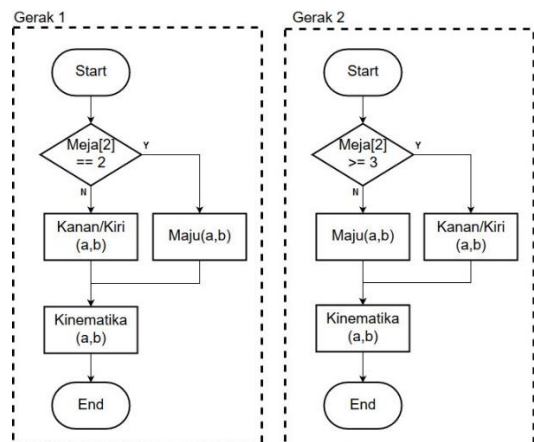 Gerak 1
Start
Meja[2]
== 2
Y
N
Kanan/Kiri
(a,b)
Maju(a,b)
Kinematika
(a,b)
End
Gerak 2
Start
Meja[2]
>= 3
Y
N
Maju(a,b)
Kanan/Kiri
(a,b)
Kinematika
(a,b)
End